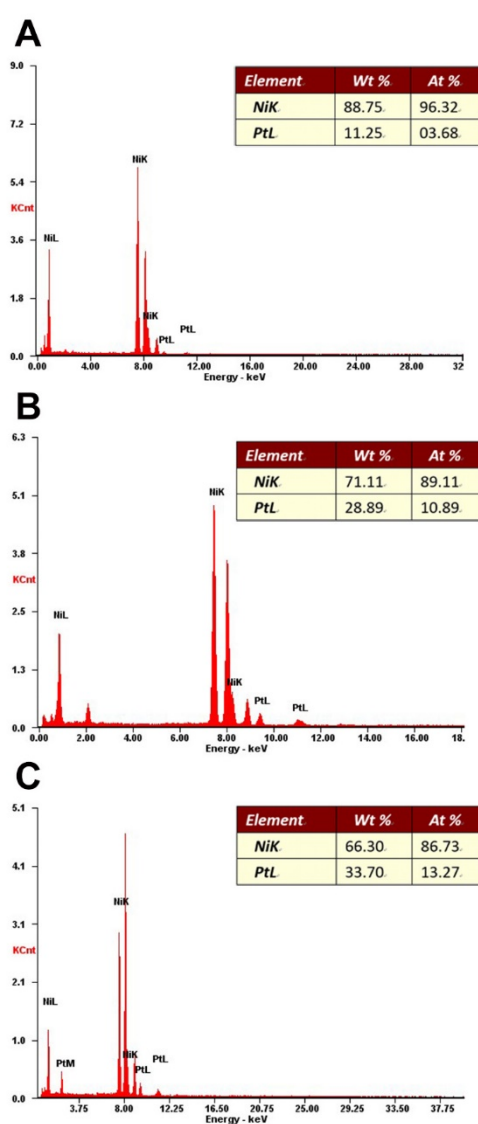 A
9.0
7.2
5.4
KCnt
3.6
1.8
0.0
NiL
NiK
NiK
PtL
PtL
0.00 4.00 8.00 12.00 16.00 20.00 24.00 28.00 32
Energy - keV
Element Wt % At %
NiK 88.75 96.32
PtL 11.25 03.68
B
6.3
5.1
3.8
KCnt
2.5
1.3
0.0
NiL
NiK
NiK
PtL
PtL
0.00 2.00 4.00 6.00 8.00 10.00 12.00 14.00 16.00 18.
Energy - keV
Element Wt % At %
NiK 71.11 89.11
PtL 28.89 10.89
C
5.1
4.1
3.1
KCnt
2.1
1.0
0.0
NiL
PtM
NiK
NiK
PtL
PtL
3.75 8.00 12.25 16.50 20.75 25.00 29.25 33.50 37.75
Energy - keV
Element Wt % At %
NiK 66.30 86.73
PtL 33.70 13.27